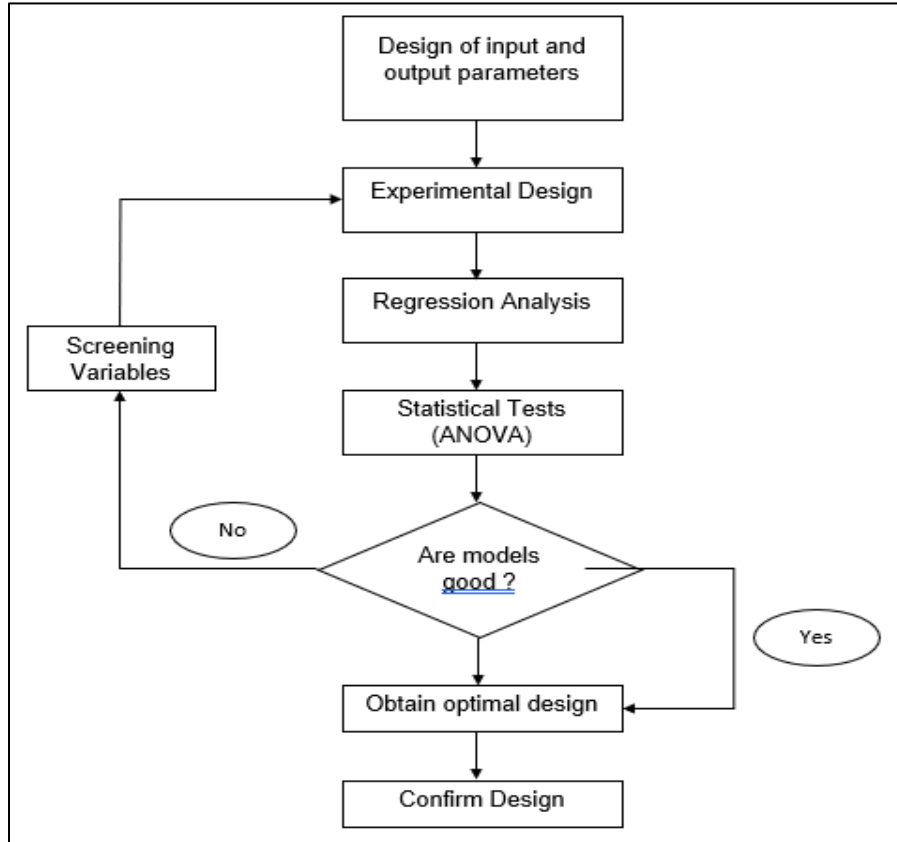 Design of input and
output parameters
Experimental Design
Regression Analysis
Screening
Variables
Statistical Tests
(ANOVA)
No
Are models
good ?
Yes
Obtain optimal design
Confirm Design